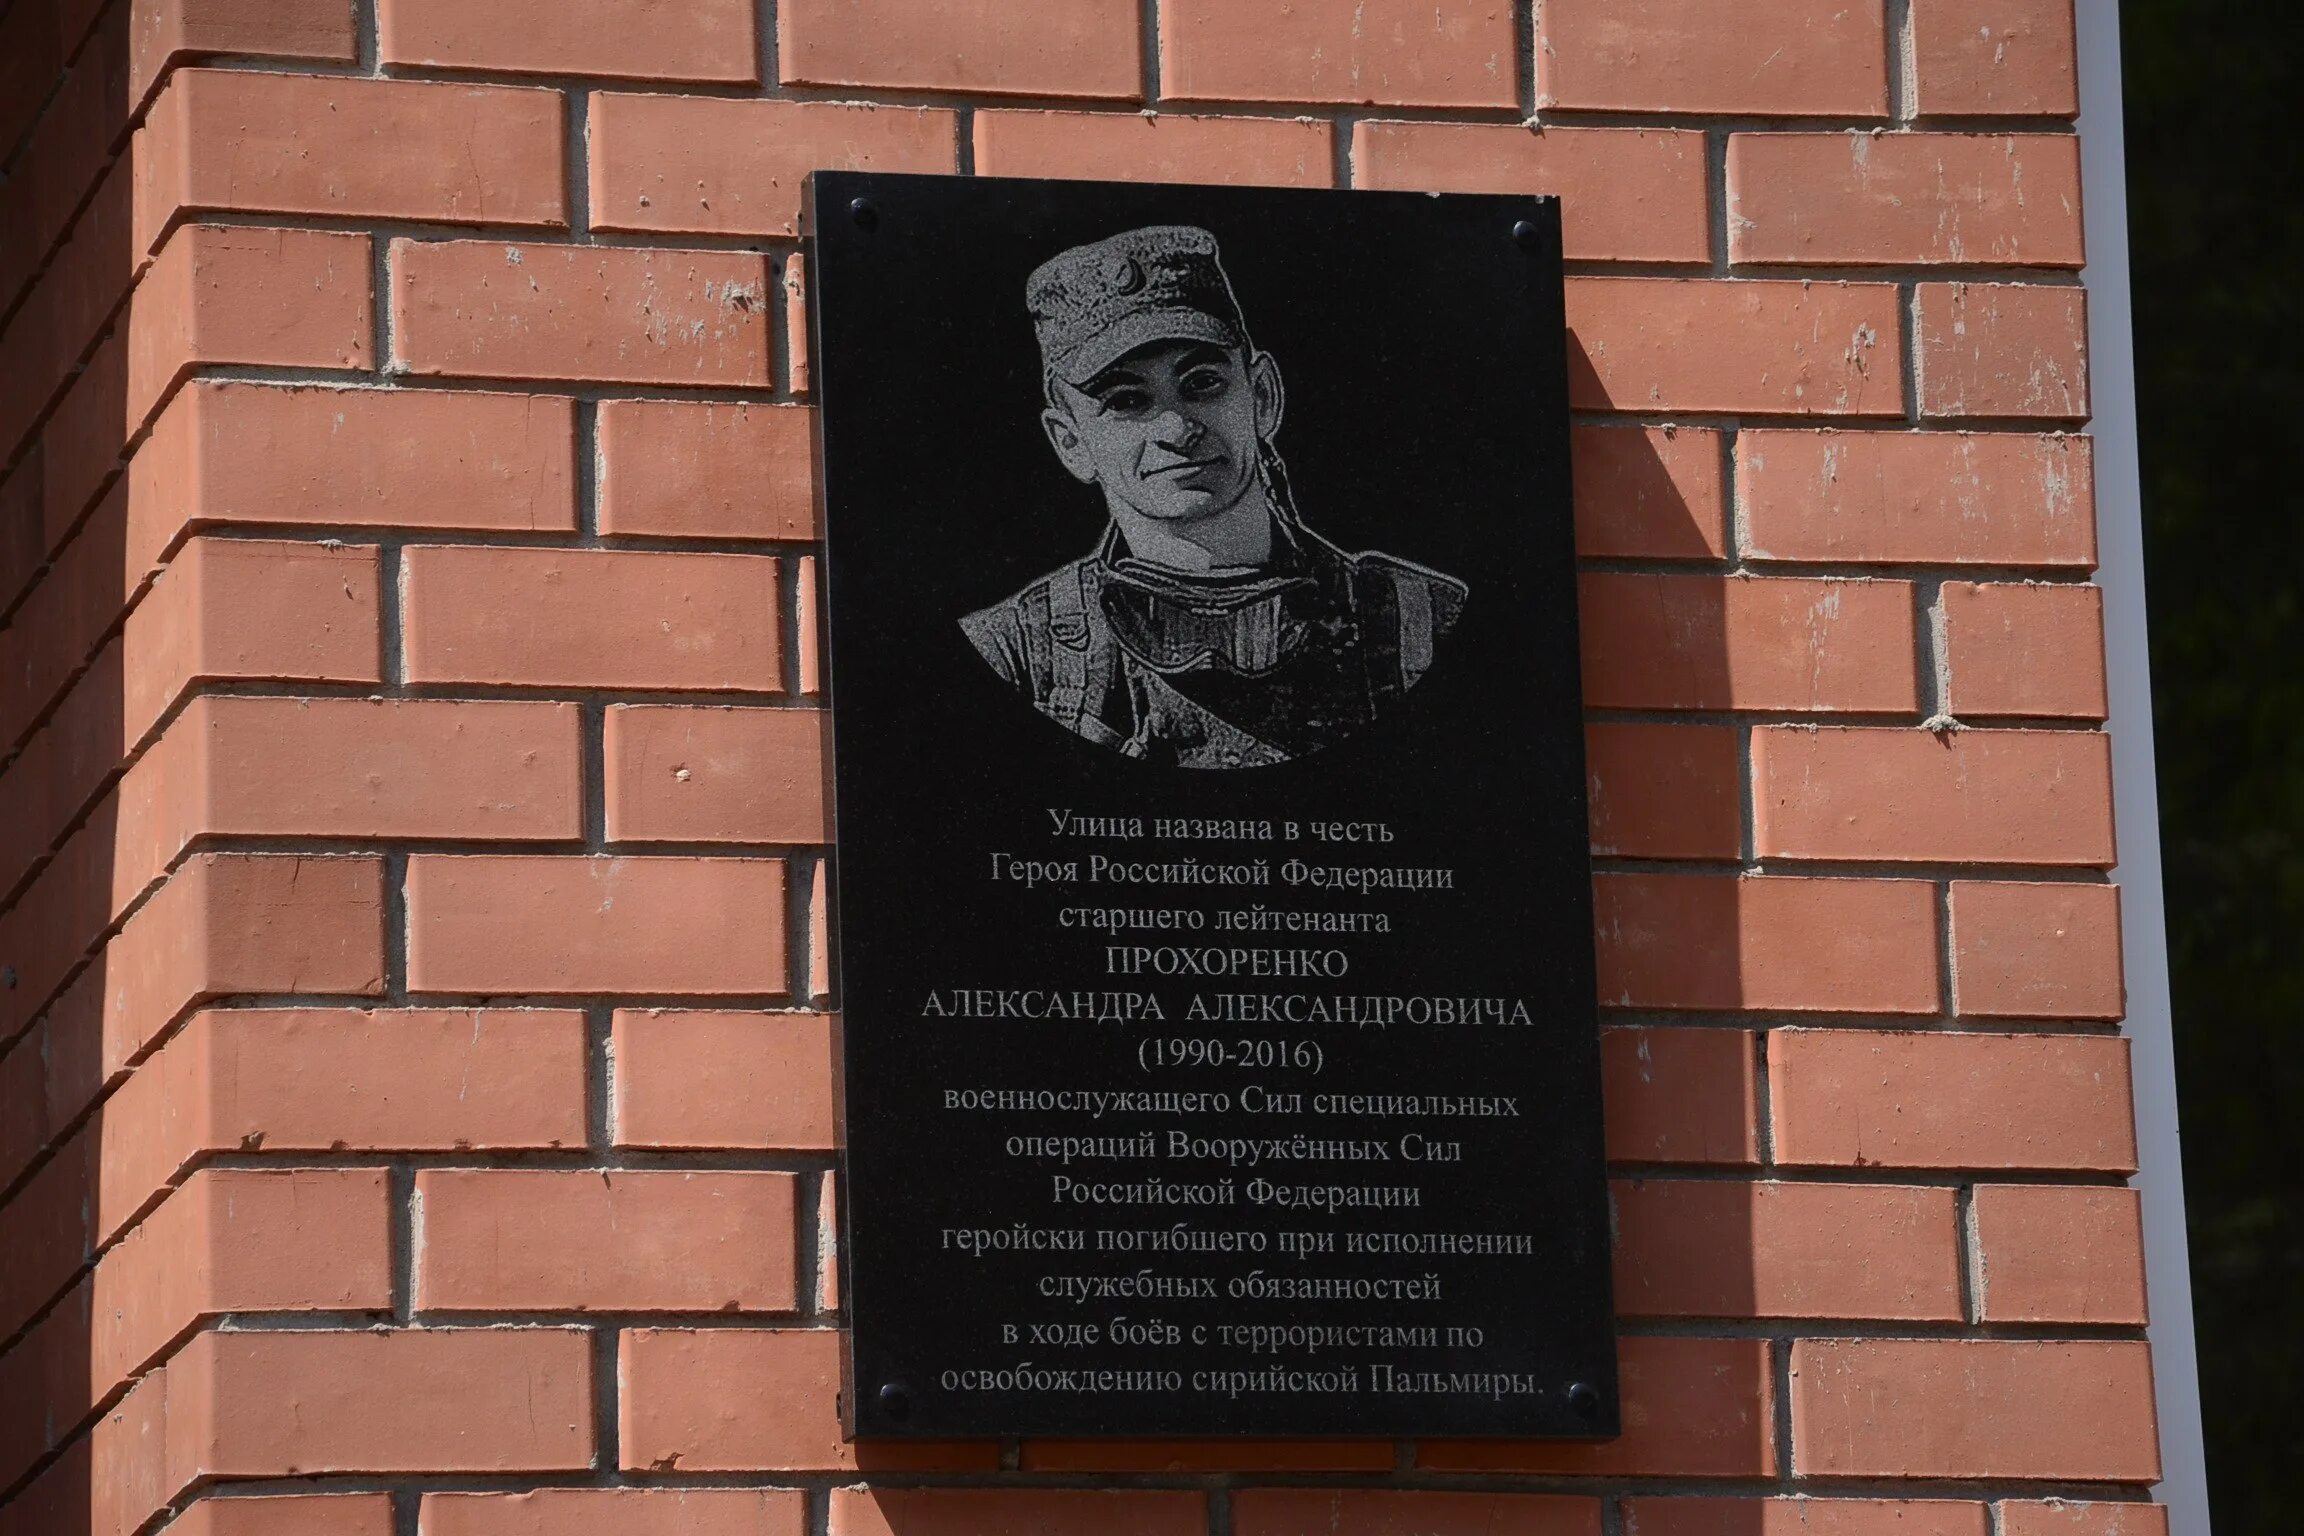 Улица названа в честь
Героя Российской Федерации
старшего лейтенанта
ПРОХОРЕНКО
АЛЕКСАНДРА АЛЕКСАНДРОВИЧА
(1990-2016)
военнослужащего Сил специальных
операций Вооружённых Сил
Российской Федерации
геройски погибшего при исполнении
служебных обязанностей
в ходе боёв с террористами по
освобождению сирийской Пальмиры.